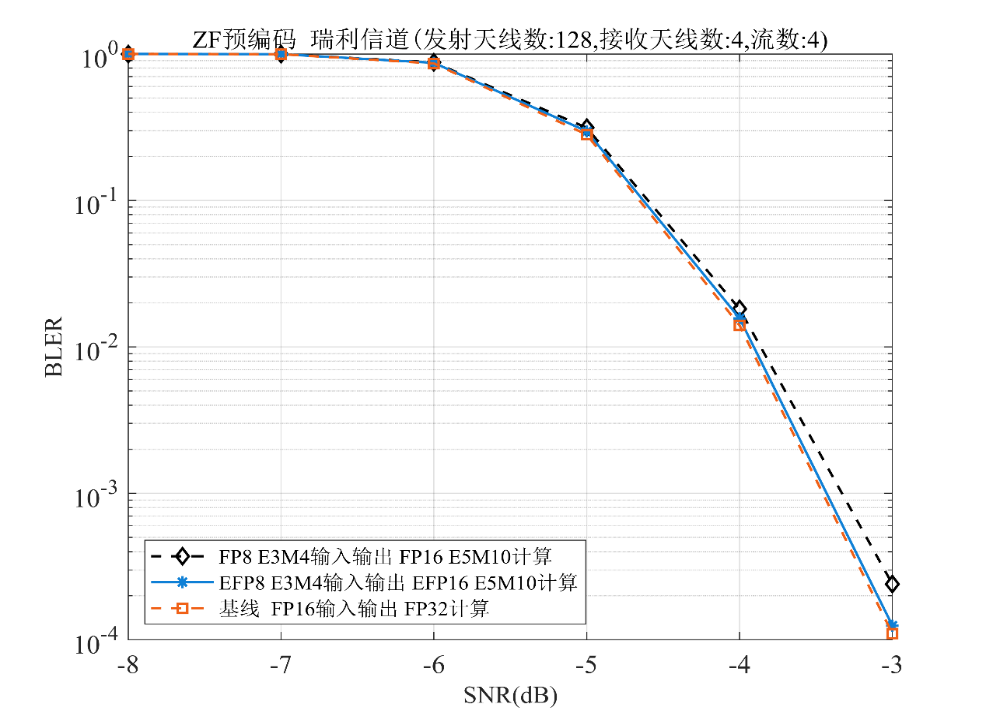 ZF预编码 瑞利信道(发射天线数:128,接收天线数:4,流数:4)
10^0
10^-1
10^-2
10^-3
10^-4
BLER
FP8 E3M4输入输出 FP16 E5M10计算
EFP8 E3M4输入输出 EFP16 E5M10计算
基线 FP16输入输出 FP32计算
-8 -7 -6 -5 -4 -3
SNR(dB)